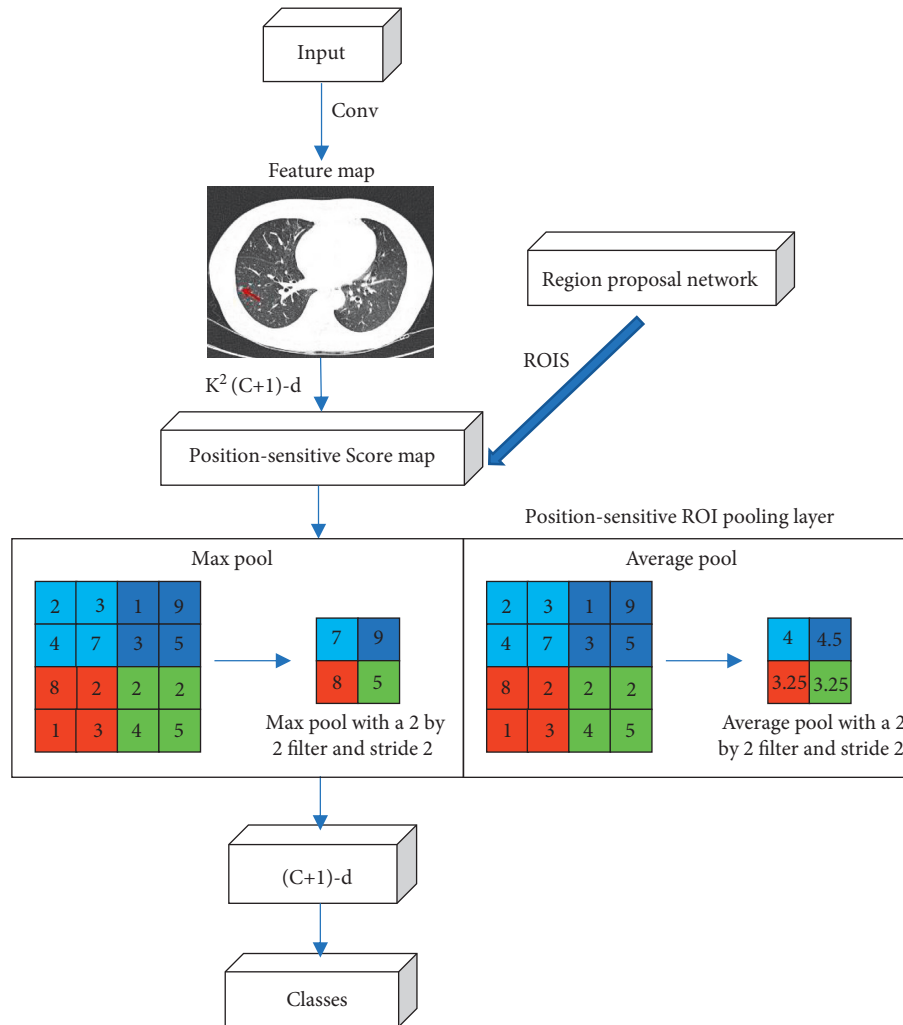 Input
Conv
Feature map
Region proposal network
ROIS
K² (C+1)-d
Position-sensitive Score map
Position-sensitive ROI pooling layer
Max pool
2 3 1 9
4 7 3 5
8 2 2 2
1 3 4 5
7 9
8 5
Max pool with a 2 by
2 filter and stride 2
Average pool
2 3 1 9
4 7 3 5
8 2 2 2
1 3 4 5
4 4.5
3.25 3.25
Average pool with a 2
by 2 filter and stride 2
(C+1)-d
Classes